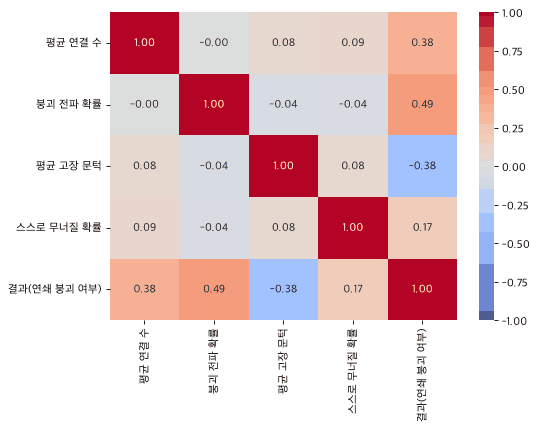 평균 연결 수 1.00 -0.00 0.08 0.09 0.38
붕괴 전파 확률 -0.00 1.00 -0.04 -0.04 0.49
평균 고장 문턱 0.08 -0.04 1.00 0.08 -0.38
스스로 무너질 확률 0.09 -0.04 0.08 1.00 0.17
결과(연쇄 붕괴 여부) 0.38 0.49 -0.38 0.17 1.00
평균 연결 수
붕괴 전파 확률
평균 고장 문턱
스스로 무너질 확률
결과(연쇄 붕괴 여부)
1.00
0.75
0.50
0.25
0.00
-0.25
-0.50
-0.75
-1.00